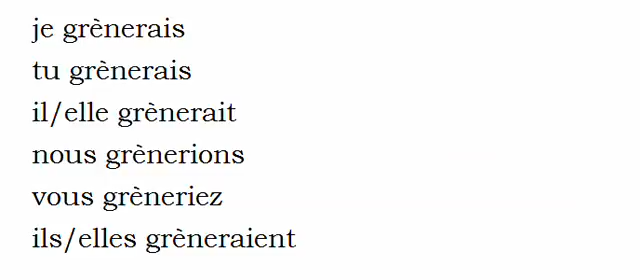 je grènerais
tu grènerais
il/elle grènerait
nous grènerions
vous grèneriez
ils/elles grèneraient